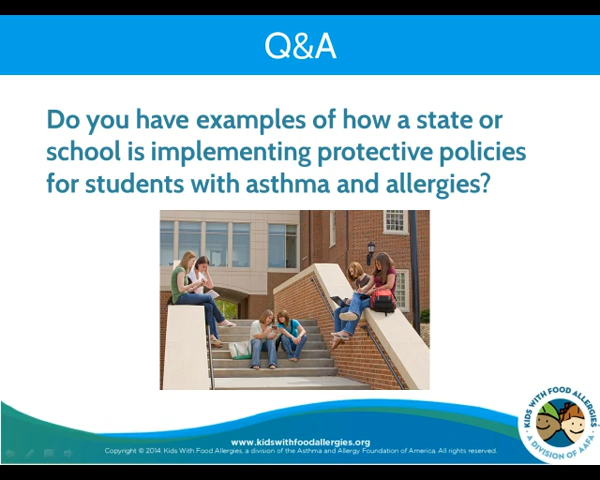 Q&A
Do you have examples of how a state or
school is implementing protective policies
for students with asthma and allergies?
KIDS WITH FOOD ALLERGIES
A DIVISION OF AAFA
www.kidswithfoodallergies.org
Copyright © 2014, Kids With Food Allergies, a division of the Asthma and Allergy Foundation of America. All rights reserved.